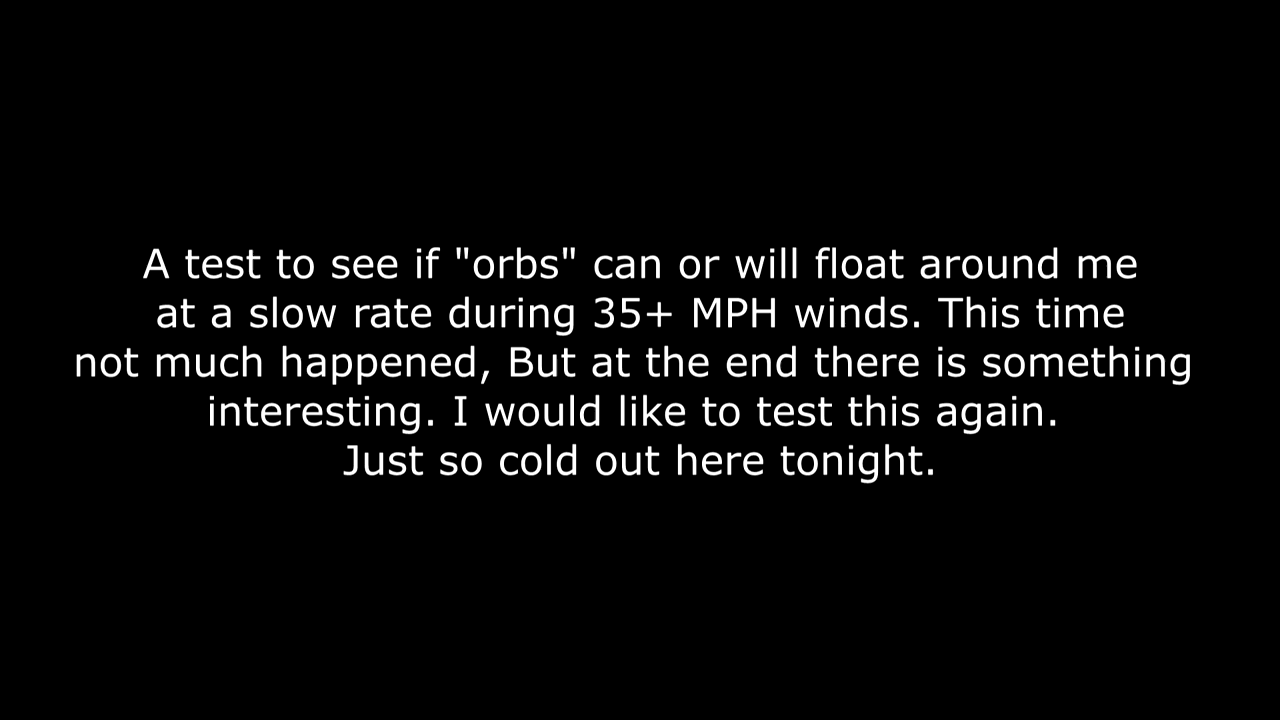 A test to see if "orbs" can or will float around me
at a slow rate during 35+ MPH winds. This time
not much happened, But at the end there is something
interesting. I would like to test this again.
Just so cold out here tonight.